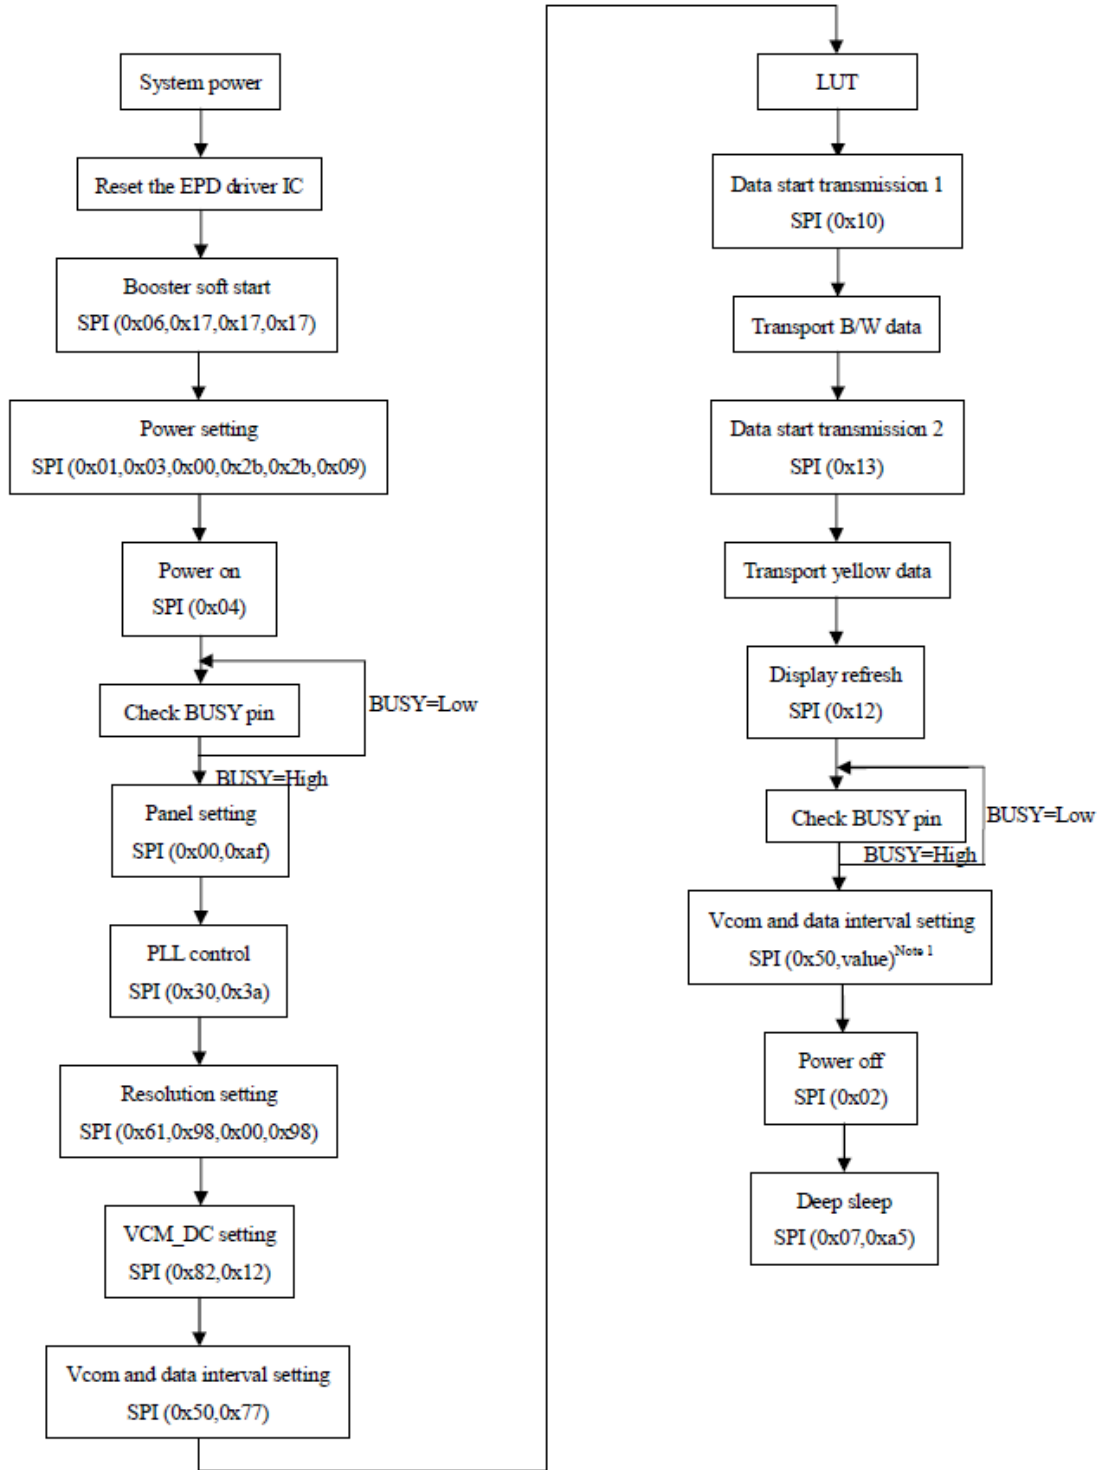 System power
Reset the EPD driver IC
Booster soft start
SPI (0x06,0x17,0x17,0x17)
Power setting
SPI (0x01,0x03,0x00,0x2b,0x2b,0x09)
Power on
SPI (0x04)
BUSY=Low
Check BUSY pin
BUSY=High
Panel setting
SPI (0x00,0xaf)
PLL control
SPI (0x30,0x3a)
Resolution setting
SPI (0x61,0x98,0x00,0x98)
VCM_DC setting
SPI (0x82,0x12)
Vcom and data interval setting
SPI (0x50,0x77)
LUT
Data start transmission 1
SPI (0x10)
Transport B/W data
Data start transmission 2
SPI (0x13)
Transport yellow data
Display refresh
SPI (0x12)
Check BUSY pin
BUSY=Low
BUSY=High
Vcom and data interval setting
SPI (0x50,value)Note 1
Power off
SPI (0x02)
Deep sleep
SPI (0x07,0xa5)